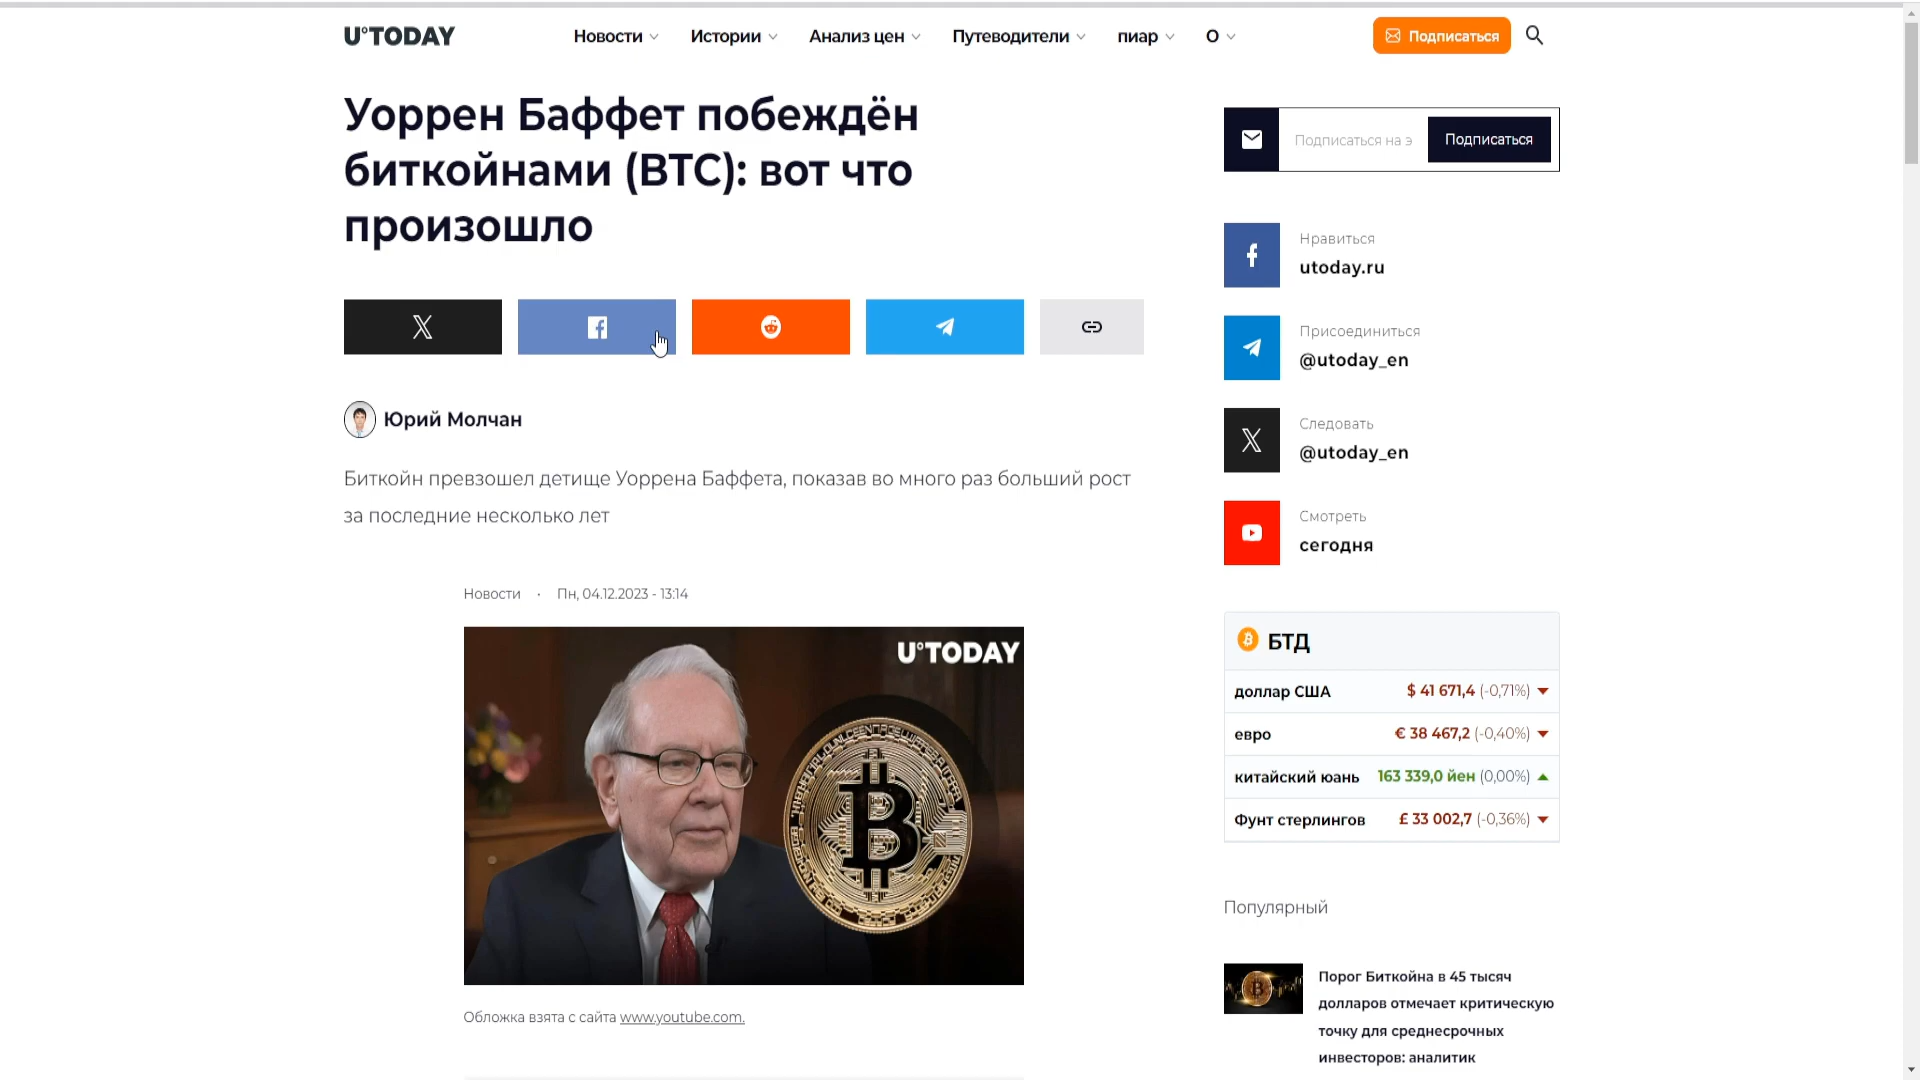 U°TODAY
Новости
Истории
Анализ цен
Путеводители
пиар
О
Подписаться
Уоррен Баффет побеждён
биткойнами (BTC): вот что
произошло
Юрий Молчан
Биткойн превзошел детище Уоррена Баффета, показав во много раз больший рост
за последние несколько лет
Новости · Пн, 04.12.2023 - 13:14
U°TODAY
Обложка взята с сайта www.youtube.com.
Подписаться на э
Подписаться
Нравиться
utoday.ru
Присоединиться
@utoday_en
Следовать
@utoday_en
Смотреть
сегодня
БТД
доллар США $ 41 671,4 (-0,71%)
евро € 38 467,2 (-0,40%)
китайский юань 163 339,0 йен (0,00%)
Фунт стерлингов £ 33 002,7 (-0,36%)
Популярный
Порог Биткойна в 45 тысяч
долларов отмечает критическую
точку для среднесрочных
инвесторов: аналитик